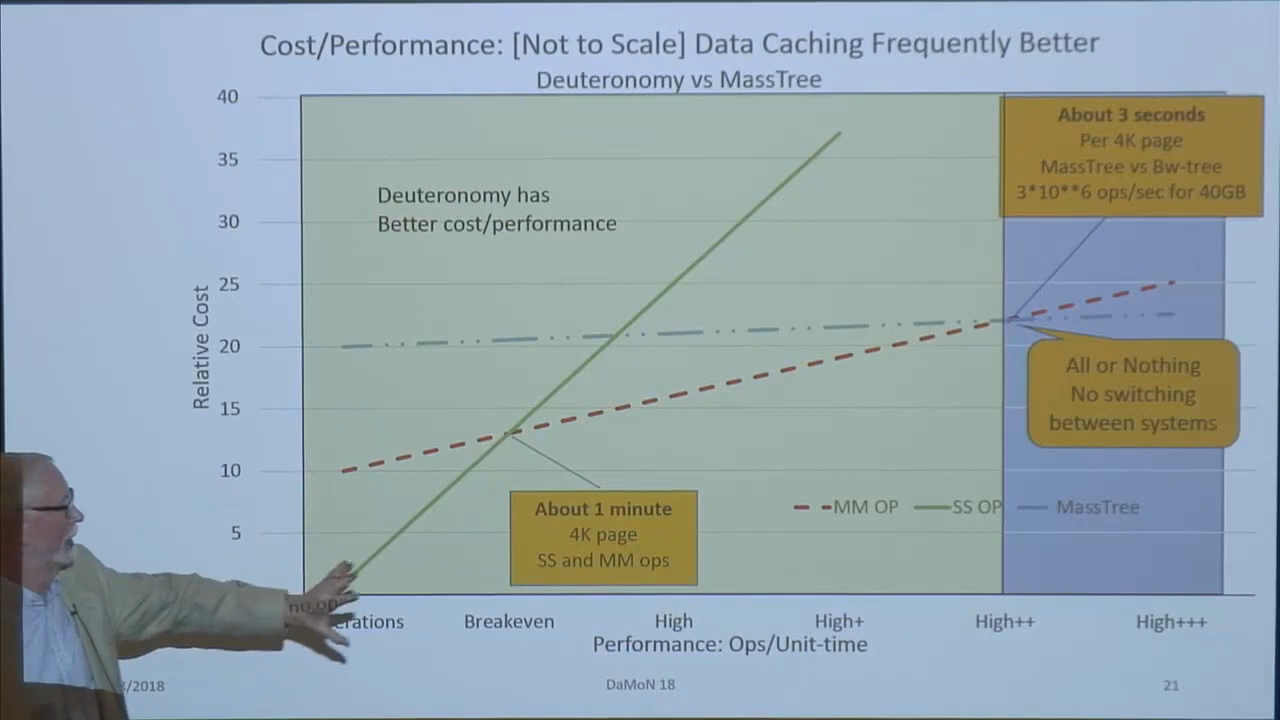 Cost/Performance: [Not to Scale] Data Caching Frequently Better
Deuteronomy vs MassTree
40
35
30
25
20
15
10
5
Relative Cost
Deuteronomy has
Better cost/performance
About 3 seconds
Per 4K page
MassTree vs Bw-tree
3*10**6 ops/sec for 40GB
All or Nothing
No switching
between systems
About 1 minute
4K page
SS and MM ops
MM OP
SS OP
MassTree
Breakeven
High
High+
High++
High+++
Performance: Ops/Unit-time
/2018
DaMoN 18
21